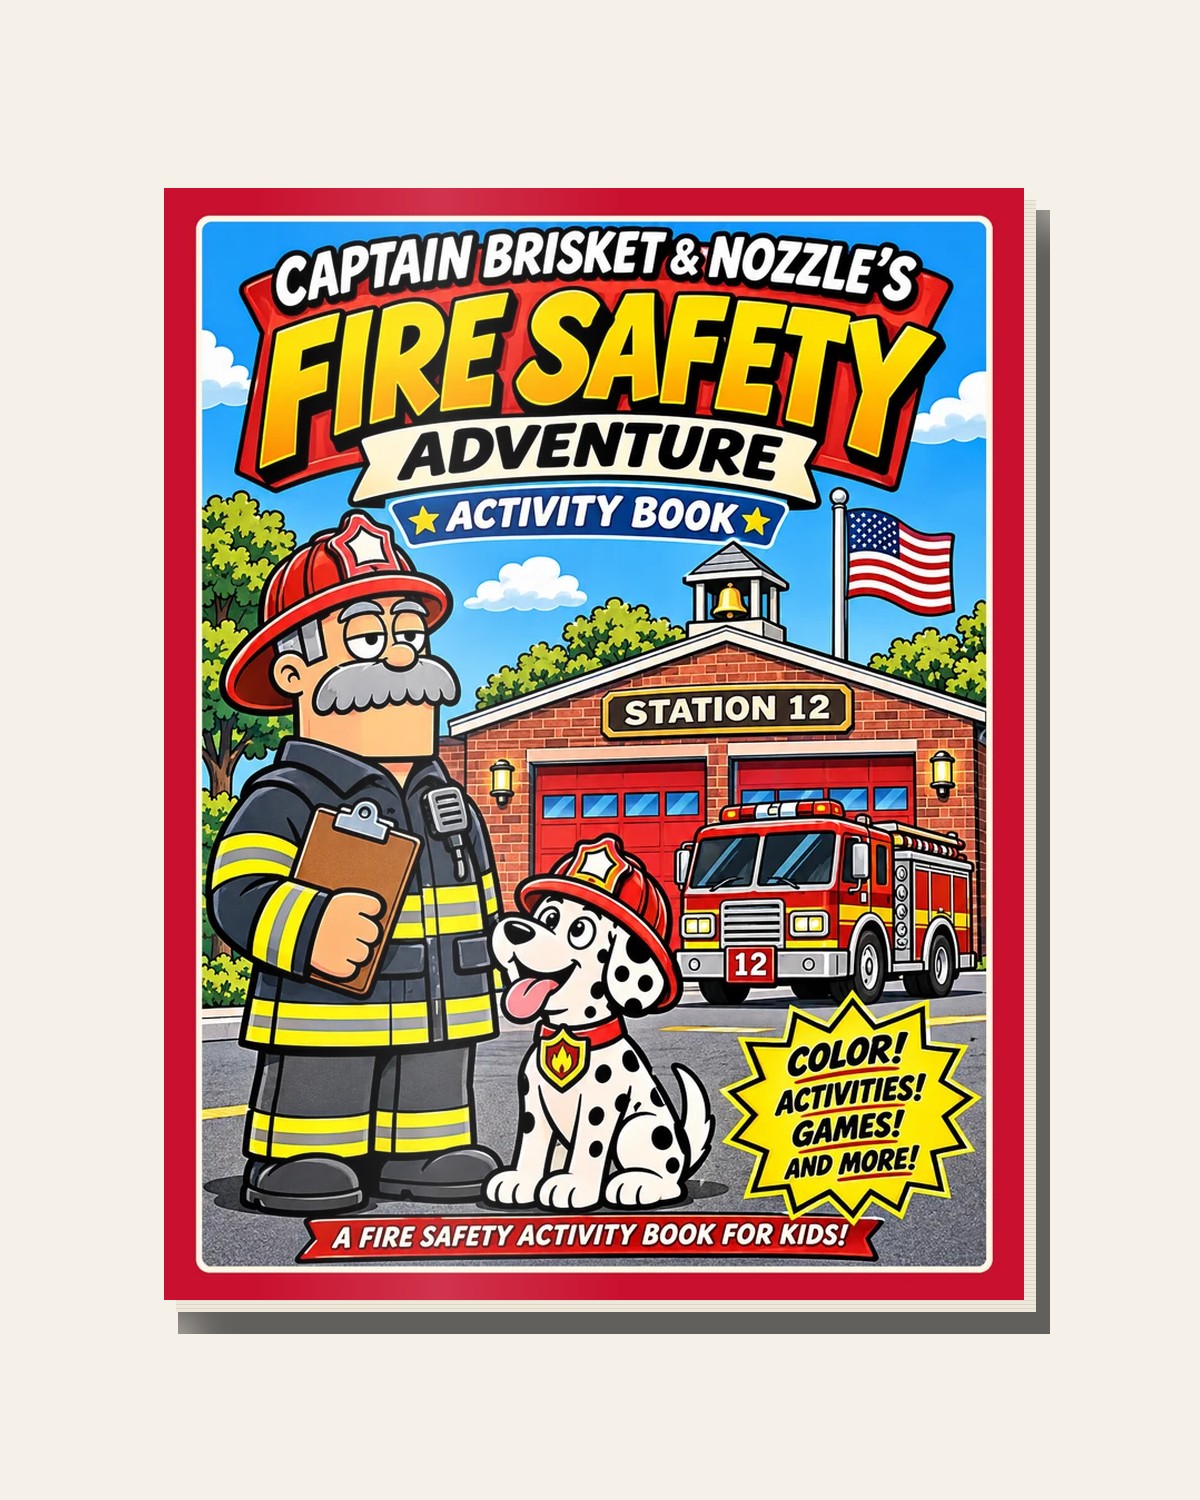 CAPTAIN BRISKET & NOZZLE'S
FIRE SAFETY
ADVENTURE
ACTIVITY BOOK
STATION 12
12
COLOR!
ACTIVITIES!
GAMES!
AND MORE!
A FIRE SAFETY ACTIVITY BOOK FOR KIDS!